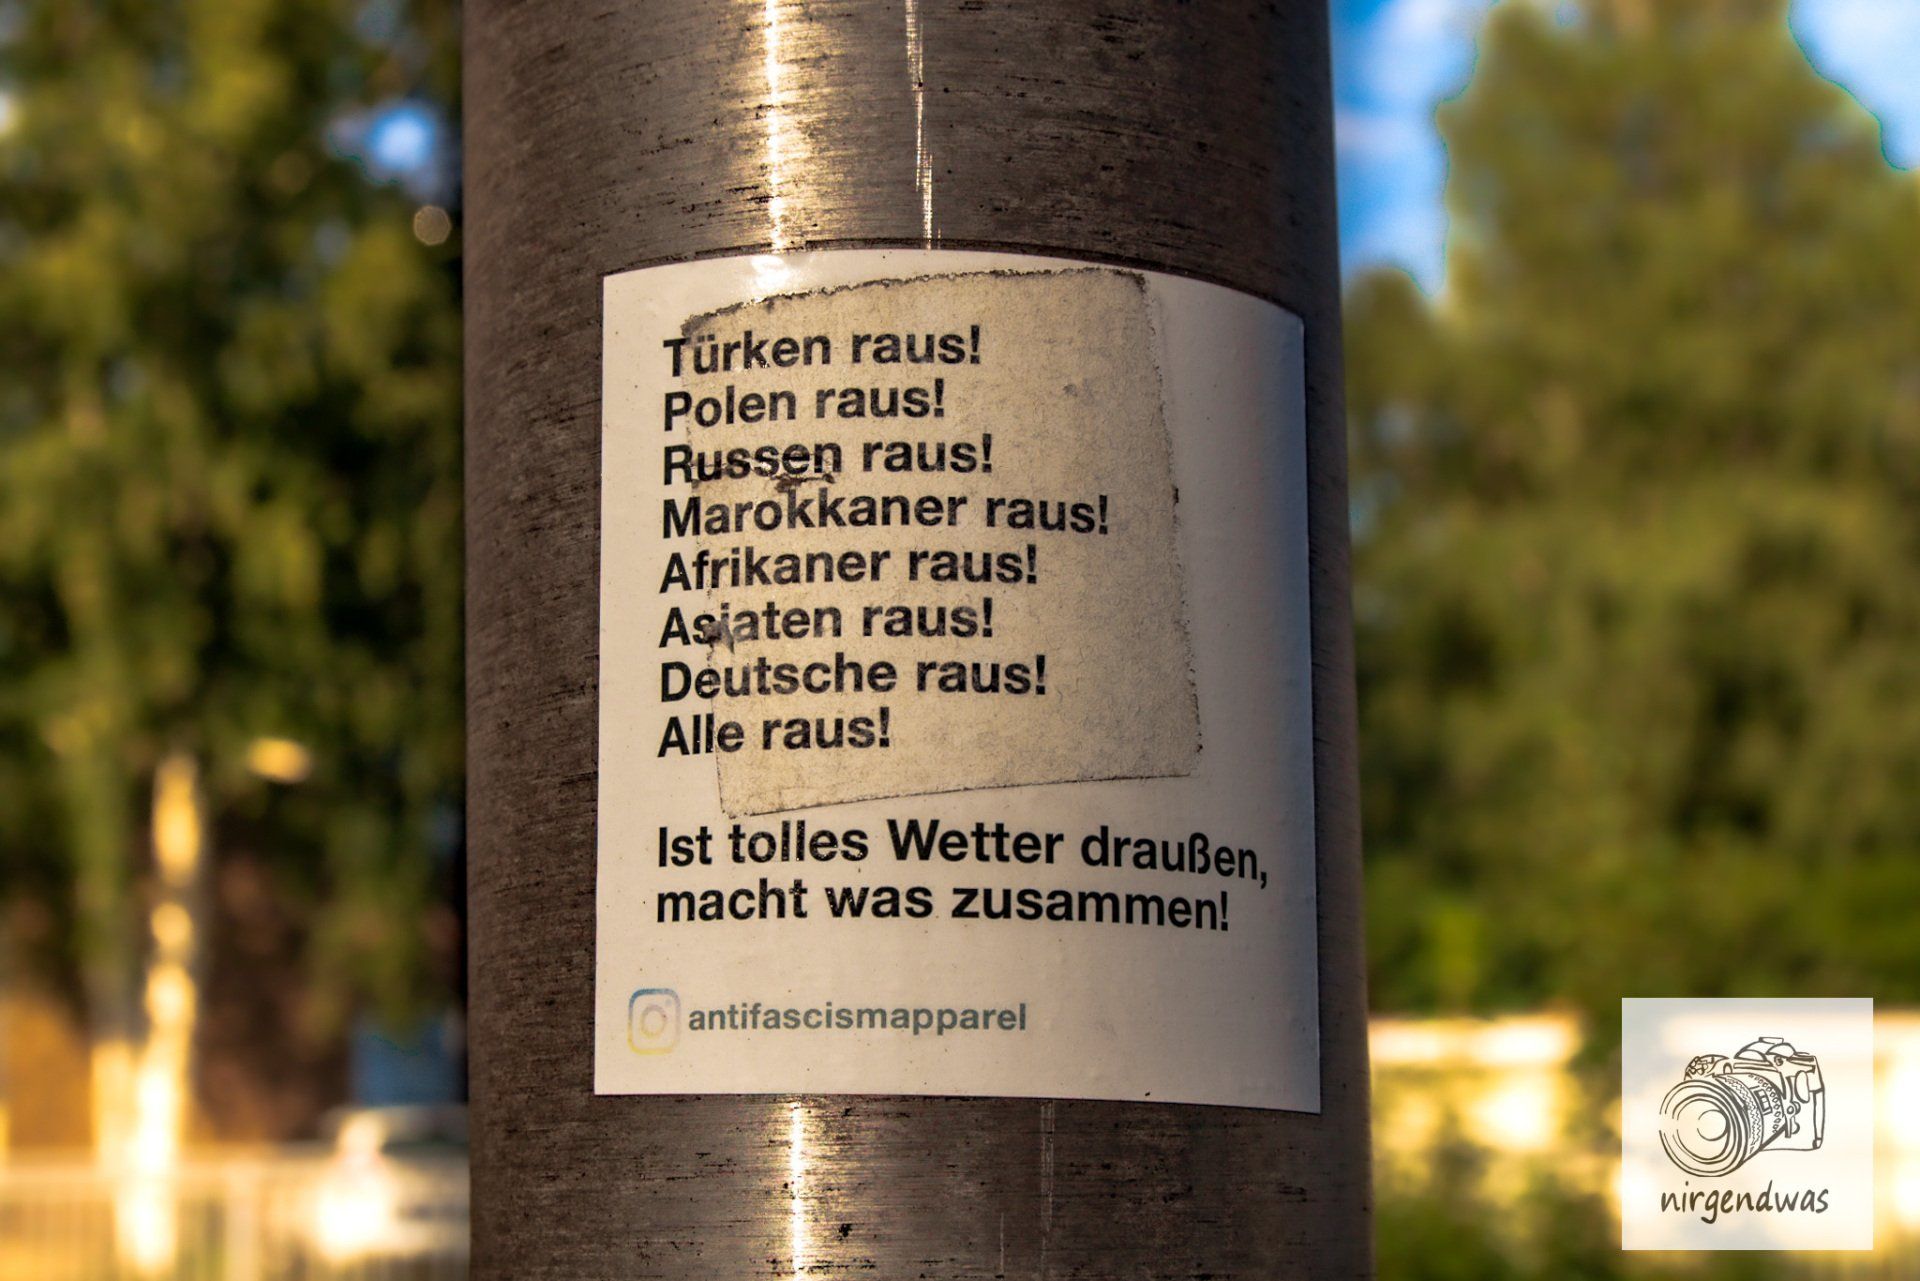 Türken raus!
Polen raus!
Russen raus!
Marokkaner raus!
Afrikaner raus!
Asiaten raus!
Deutsche raus!
Alle raus!
Ist tolles Wetter draußen,
macht was zusammen!
antifascismapparel
nirgendwas